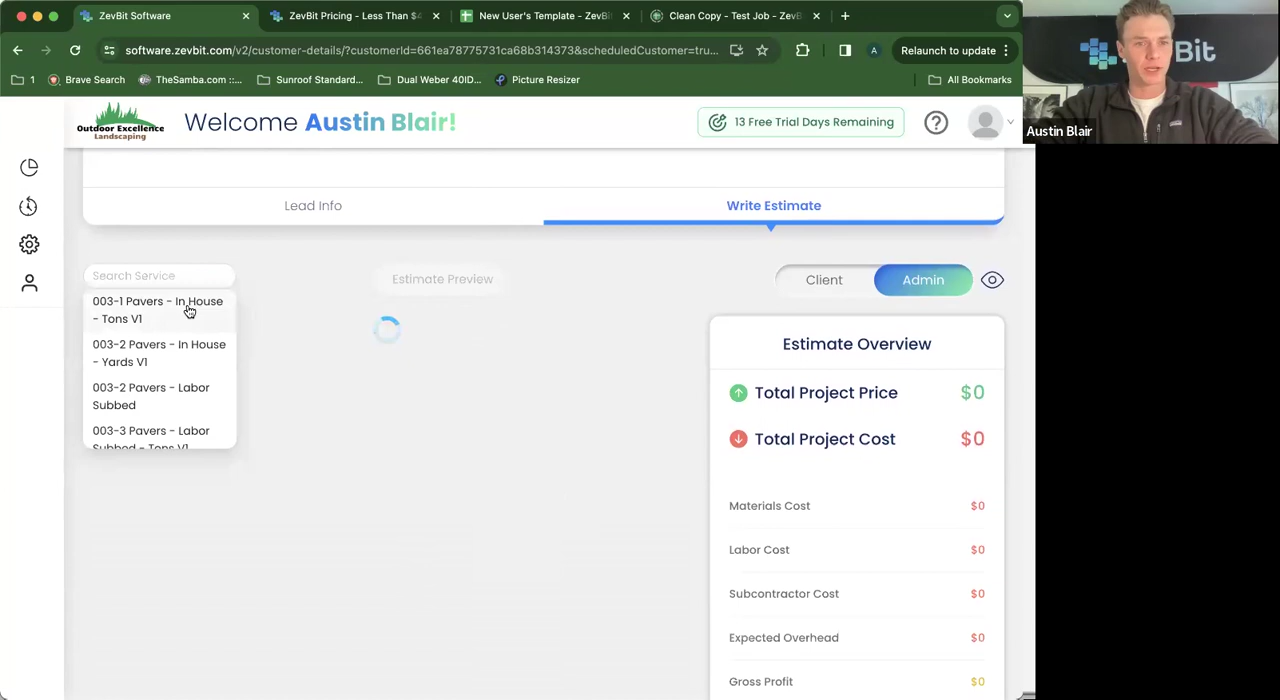 ZevBit Software
ZevBit Pricing - Less Than $4
New User's Template - ZevBi
Clean Copy - Test Job - ZevB
software.zevbit.com/v2/customer-details/?customerId=661ea78775731ca68b314373&scheduledCustomer=tru...
A
Relaunch to update
1
Brave Search
TheSamba.com ::...
Sunroof Standard...
Dual Weber 40ID...
Picture Resizer
All Bookmarks
Bit
Austin Blair
Outdoor Excellence
Landscaping
Welcome Austin Blair!
13 Free Trial Days Remaining
Lead Info
Write Estimate
Search Service
Estimate Preview
Client
Admin
003-1 Pavers - In House
- Tons V1
003-2 Pavers - In House
- Yards V1
003-2 Pavers - Labor
Subbed
003-3 Pavers - Labor
Subbed - Tons V1
Estimate Overview
Total Project Price
$0
Total Project Cost
$0
Materials Cost
$0
Labor Cost
$0
Subcontractor Cost
$0
Expected Overhead
$0
Gross Profit
$0